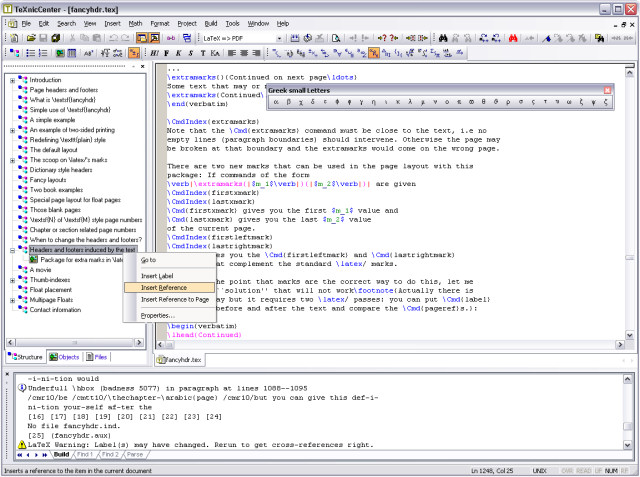 TeXnicCenter - [fancyhdr.tex]
File Edit Search View Insert Math Format Project Build Tools Window Help
LaTeX => PDF
Introduction
Page headers and footers
What is \textsf{fancyhdr}
Simple use of \textsf{fancyhdr}
A simple example
An example of two-sided printing
Redefining \texttt{plain} style
The default layout
The scoop on \latex/'s marks
Dictionary style headers
Fancy layouts
Two book examples
Special page layout for float pages
Those blank pages
\textsf{N} of \textsf{M} style page numbers
Chapter or section related page numbers
When to change the headers and footers?
Headers and footers induced by the text
Package for extra marks in \late
A movie
Thumb-indexes
Float placement
Multipage Floats
Contact information
Structure Objects Files
Go to
Insert Label
Insert Reference
Insert Reference to Page
Properties...
...
\extramarks{}{Continued on next page\ldots}
Some text that may or
\extramarks{Continued\
\end{verbatim}
Greek small Letters
α β χ δ ε ϕ φ γ η ι κ λ μ ν ο π ϖ θ ϑ ρ σ ς τ υ ω ξ ψ ζ
\CmdIndex{extramarks}
Note that the \Cmd{extramarks} command must be close to the text, i.e no
empty lines (paragraph boundaries) should intervene. Otherwise the page may
be broken at that boundary and the extramarks would come on the wrong page.
There are two new marks that can be used in the page layout with this
package: If commands of the form
\verb|\extramarks{|$m_1$\verb|}{|$m_2$\verb|}| are given
\CmdIndex{firstxmark}
\CmdIndex{lastxmark}
\Cmd{firstxmark} gives you the first $m_1$ value and
\Cmd{lastxmark} gives you the last $m_2$ value
of the current page.
\CmdIndex{firstleftmark}
\CmdIndex{lastrightmark}
es you the \Cmd{firstleftmark} and \Cmd{lastrightmark}
at complement the standard \latex/ marks.
the point that marks are the correct way to do this, let me
``solution'' that will not work\footnote{Actually there is
ay but it requires two \latex/ passes: you can put \Cmd{label}
before and after the text and compare the \Cmd{pageref}s.}:
\begin{verbatim}
\lhead{Continued}
fancyhdr.tex
-i-ni-tion would
Underfull \hbox (badness 5077) in paragraph at lines 1088--1095
/cmr10/be /cmtt10/\thechapter-\arabic{page} /cmr10/but you can give this def-i-
ni-tion your-self af-ter the
[16] [17] [18] [19] [20] [21] [22] [23] [24]
No file fancyhdr.ind.
[25] (fancyhdr.aux)
LaTeX Warning: Label(s) may have changed. Rerun to get cross-references right.
Build Find 1 Find 2 Parse
Inserts a reference to the item in the current document
Ln 1248, Col 25 UNIX OVR READ UP NUM RF